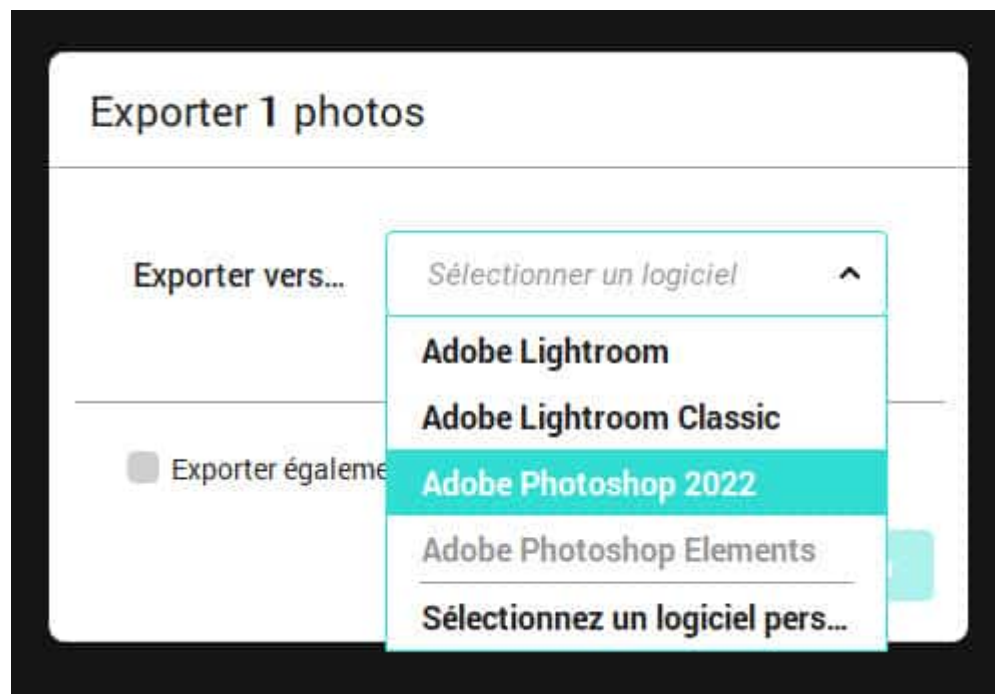 Exporter 1 photos
Exporter vers...
Sélectionner un logiciel
Adobe Lightroom
Adobe Lightroom Classic
Exporter égaleme
Adobe Photoshop 2022
Adobe Photoshop Elements
Sélectionnez un logiciel pers...